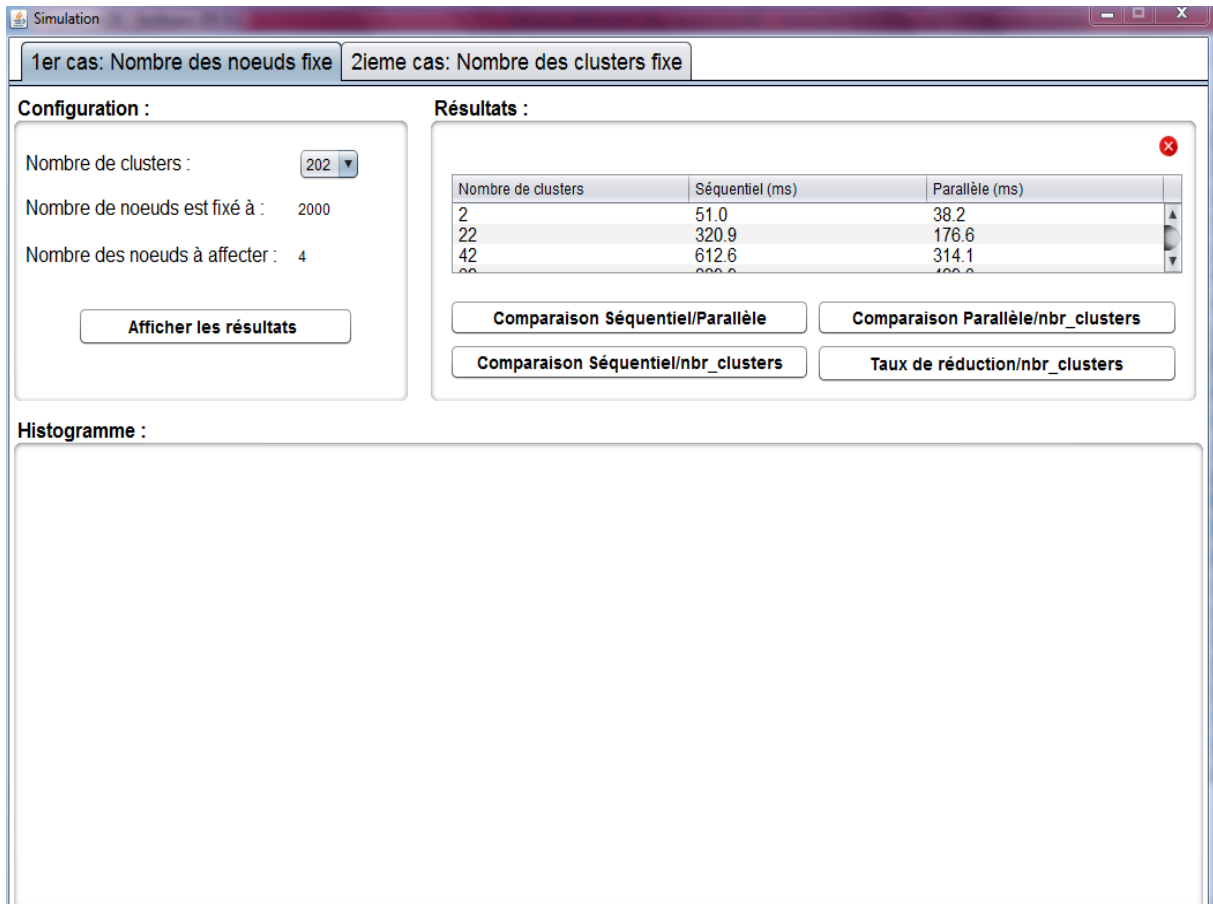 Simulation
1er cas: Nombre des noeuds fixe
2ieme cas: Nombre des clusters fixe
Configuration :
Nombre de clusters : 202
Nombre de noeuds est fixé à : 2000
Nombre des noeuds à affecter : 4
Afficher les résultats
Résultats :
Nombre de clusters Séquentiel (ms) Parallèle (ms)
2 51.0 38.2
22 320.9 176.6
42 612.6 314.1
Comparaison Séquentiel/Parallèle
Comparaison Parallèle/nbr_clusters
Comparaison Séquentiel/nbr_clusters
Taux de réduction/nbr_clusters
Histogramme :